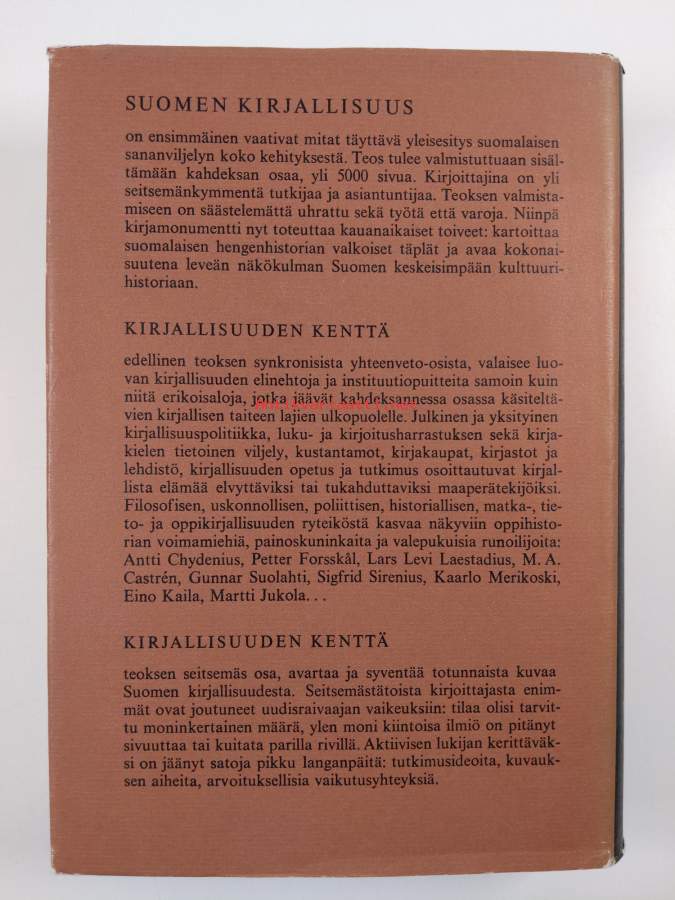 SUOMEN KIRJALLISUUS
on ensimmäinen vaativat mitat täyttävä yleisesitys suomalaisen
sananviljelyn koko kehityksestä. Teos tulee valmistuttuaan sisäl-
tämään kahdeksan osaa, yli 5000 sivua. Kirjoittajina on yli
seitsemänkymmentä tutkijaa ja asiantuntijaa. Teoksen valmista-
miseen on säästelemättä uhrattu sekä työtä että varoja. Niinpä
kirjamonumentti nyt toteuttaa kauanaikaiset toiveet: kartoittaa
suomalaisen hengenhistorian valkoiset täplät ja avaa kokonai-
suutena leveän näkökulman Suomen keskeisimpään kulttuuri-
historiaan.
KIRJALLISUUDEN KENTTÄ
edellinen teoksen synkronisista yhteenveto-osista, valaisee luo-
van kirjallisuuden elinehtoja ja instituutiopuitteita samoin kuin
niitä erikoisaloja, jotka jäävät kahdeksannessa osassa käsiteltä-
vien kirjallisen taiteen lajien ulkopuolelle. Julkinen ja yksityinen
kirjallisuuspolitiikka, luku- ja kirjoitusharrastuksen sekä kirja-
kielen tietoinen viljely, kustantamot, kirjakaupat, kirjastot ja
lehdistö, kirjallisuuden opetus ja tutkimus osoittautuvat kirjal-
lista elämää elvyttäviksi tai tukahduttaviksi maaperätekijöiksi.
Filosofisen, uskonnollisen, poliittisen, historiallisen, matka-, tie-
to- ja oppikirjallisuuden ryteiköstä kasvaa näkyviin oppihisto-
rian voimamiehiä, painoskuninkaita ja valepukuisia runoilijoita:
Antti Chydenius, Petter Forsskål, Lars Levi Laestadius, M. A.
Castrén, Gunnar Suolahti, Sigfrid Sirenius, Kaarlo Merikoski,
Eino Kaila, Martti Jukola...
KIRJALLISUUDEN KENTTÄ
teoksen seitsemäs osa, avartaa ja syventää totunnaista kuvaa
Suomen kirjallisuudesta. Seitsemästätoista kirjoittajasta enim-
mät ovat joutuneet uudisraivaajan vaikeuksiin: tilaa olisi tarvit-
tu moninkertainen määrä, ylen moni kiintoisa ilmiö on pitänyt
sivuuttaa tai kuitata parilla rivillä. Aktiivisen lukijan kerittäväk-
si on jäänyt satoja pikku langanpäitä: tutkimusideoita, kuvauk-
sen aiheita, arvoituksellisia vaikutusyhteyksiä.